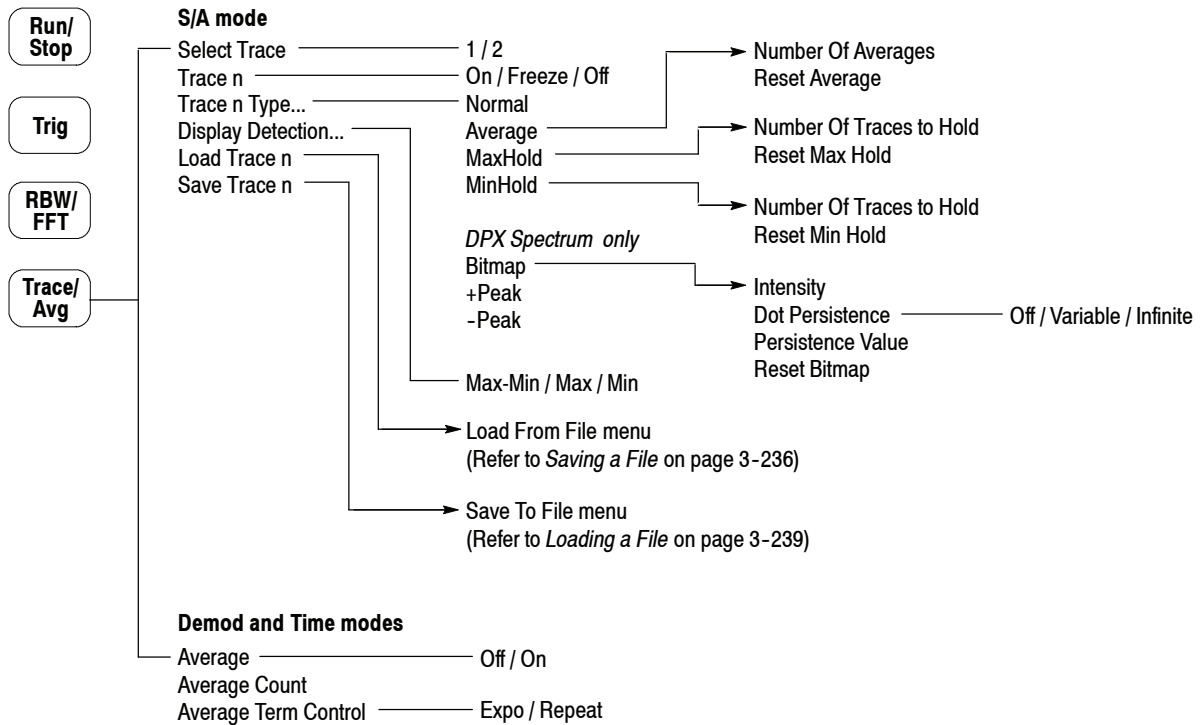 Run/
Stop
Trig
RBW/
FFT
Trace/
Avg
S/A mode
Select Trace
1 / 2
Trace n
On / Freeze / Off
Trace n Type...
Normal
Display Detection...
Average
Load Trace n
MaxHold
Save Trace n
MinHold
Number Of Averages
Reset Average
Number Of Traces to Hold
Reset Max Hold
Number Of Traces to Hold
Reset Min Hold
DPX Spectrum only
Bitmap
+Peak
-Peak
Intensity
Dot Persistence
Off / Variable / Infinite
Persistence Value
Reset Bitmap
Max-Min / Max / Min
Load From File menu
(Refer to Saving a File on page 3-236)
Save To File menu
(Refer to Loading a File on page 3-239)
Demod and Time modes
Average
Off / On
Average Count
Average Term Control
Expo / Repeat